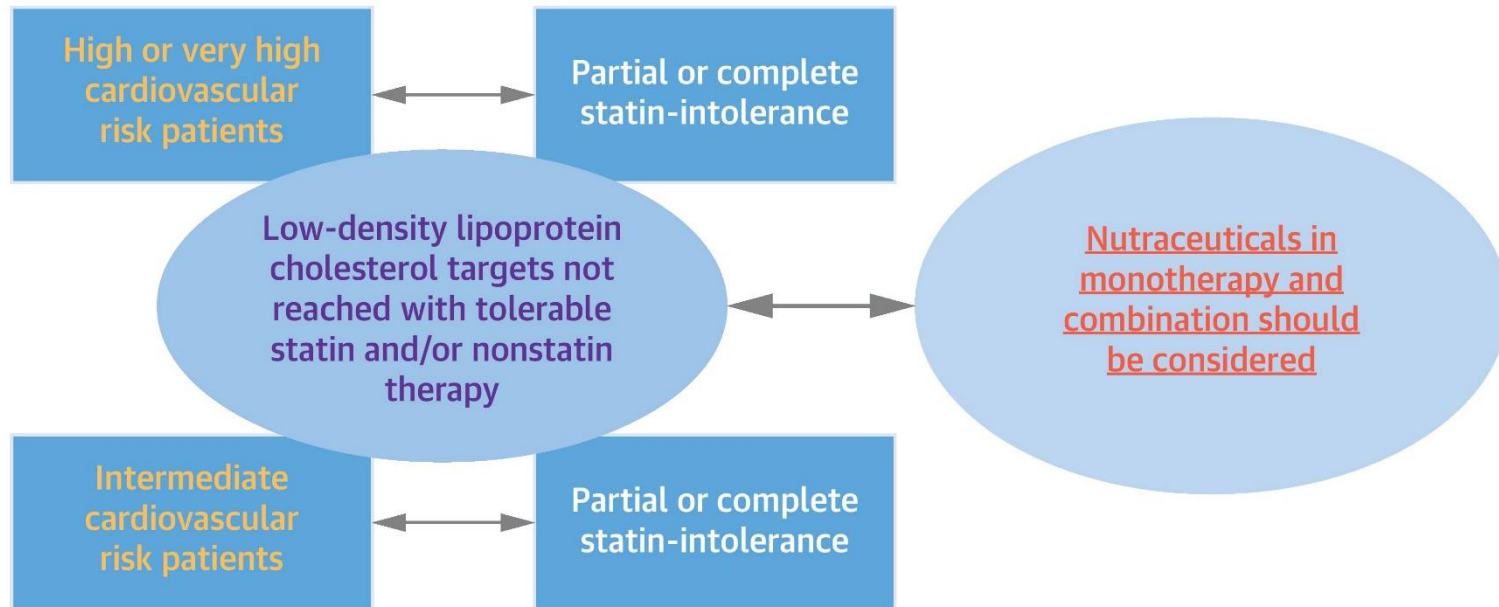 High or very high
cardiovascular
risk patients
Partial or complete
statin-intolerance
Low-density lipoprotein
cholesterol targets not
reached with tolerable
statin and/or nonstatin
therapy
Nutraceuticals in
monotherapy and
combination should
be considered
Intermediate
cardiovascular
risk patients
Partial or complete
statin-intolerance